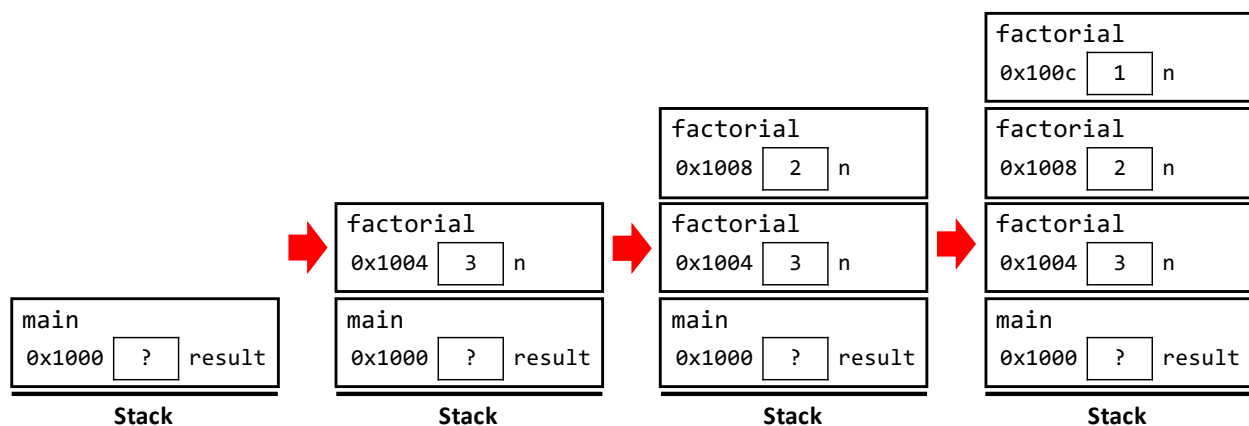 main
0x1000 ? result
Stack
factorial
0x1004 3 n
main
0x1000 ? result
Stack
factorial
0x1008 2 n
factorial
0x1004 3 n
main
0x1000 ? result
Stack
factorial
0x100c 1 n
factorial
0x1008 2 n
factorial
0x1004 3 n
main
0x1000 ? result
Stack